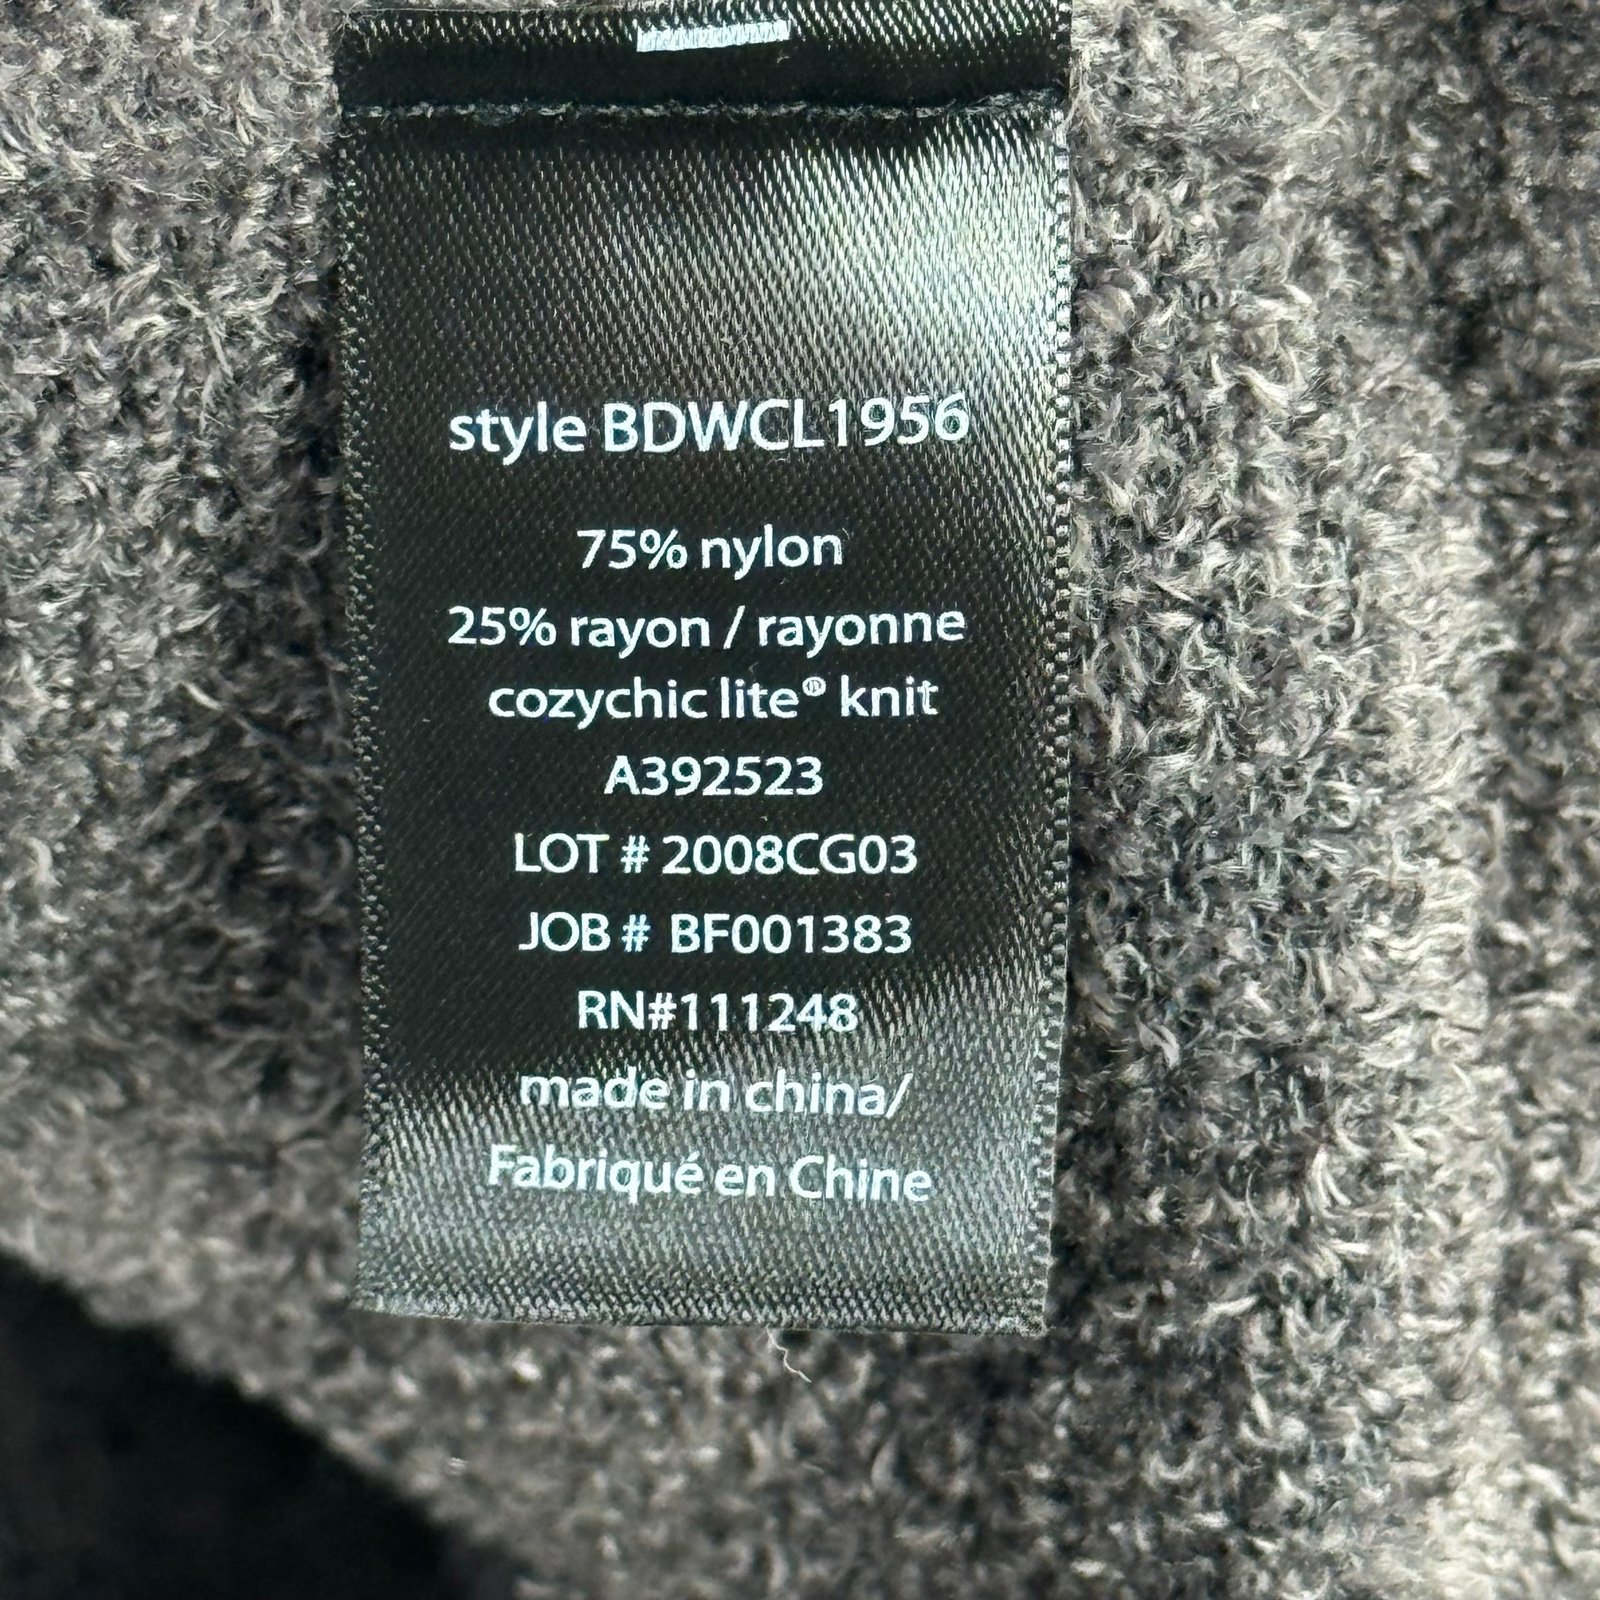 style BDWCL1956
75% nylon
25% rayon / rayonne
cozychic lite® knit
A392523
LOT # 2008CG03
JOB # BF001383
RN#111248
made in china/
Fabriqué en Chine